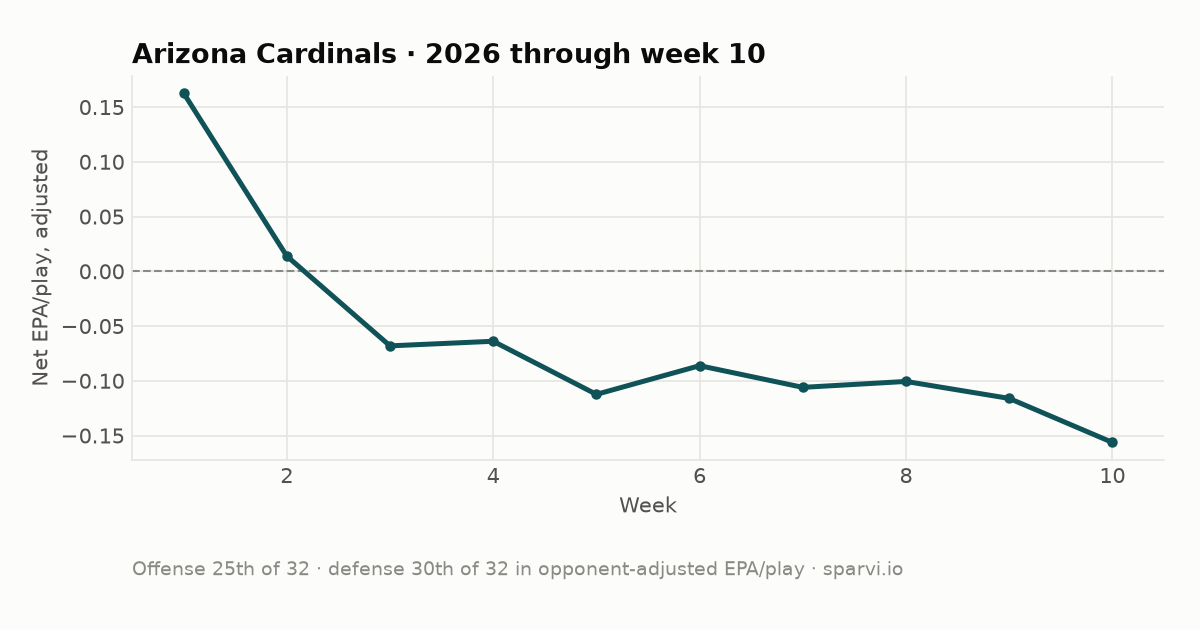 Arizona Cardinals · 2026 through week 10
Net EPA/play, adjusted
0.15
0.10
0.05
0.00
−0.05
−0.10
−0.15
2 4 6 8 10
Week
Offense 25th of 32 · defense 30th of 32 in opponent-adjusted EPA/play · sparvi.io